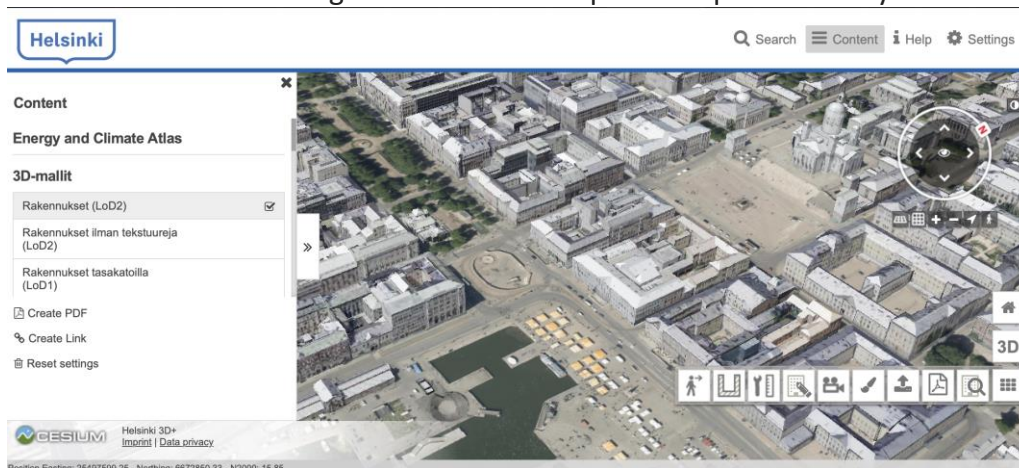 Helsinki
Search Content Help Settings
Content
Energy and Climate Atlas
3D-mallit
Rakennukset (LoD2)
Rakennukset ilman tekstuureja
(LoD2)
Rakennukset tasakatoilla
(LoD1)
Create PDF
Create Link
Reset settings
N
3D
CESIUM
Helsinki 3D+
Imprint | Data privacy